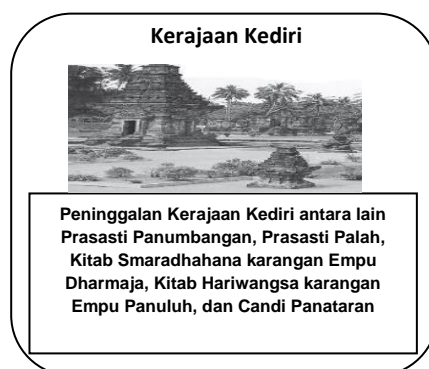 Kerajaan Kediri
Peninggalan Kerajaan Kediri antara lain
Prasasti Panumbangan, Prasasti Palah,
Kitab Smaradhahana karangan Empu
Dharmaja, Kitab Hariwangsa karangan
Empu Panuluh, dan Candi Panataran